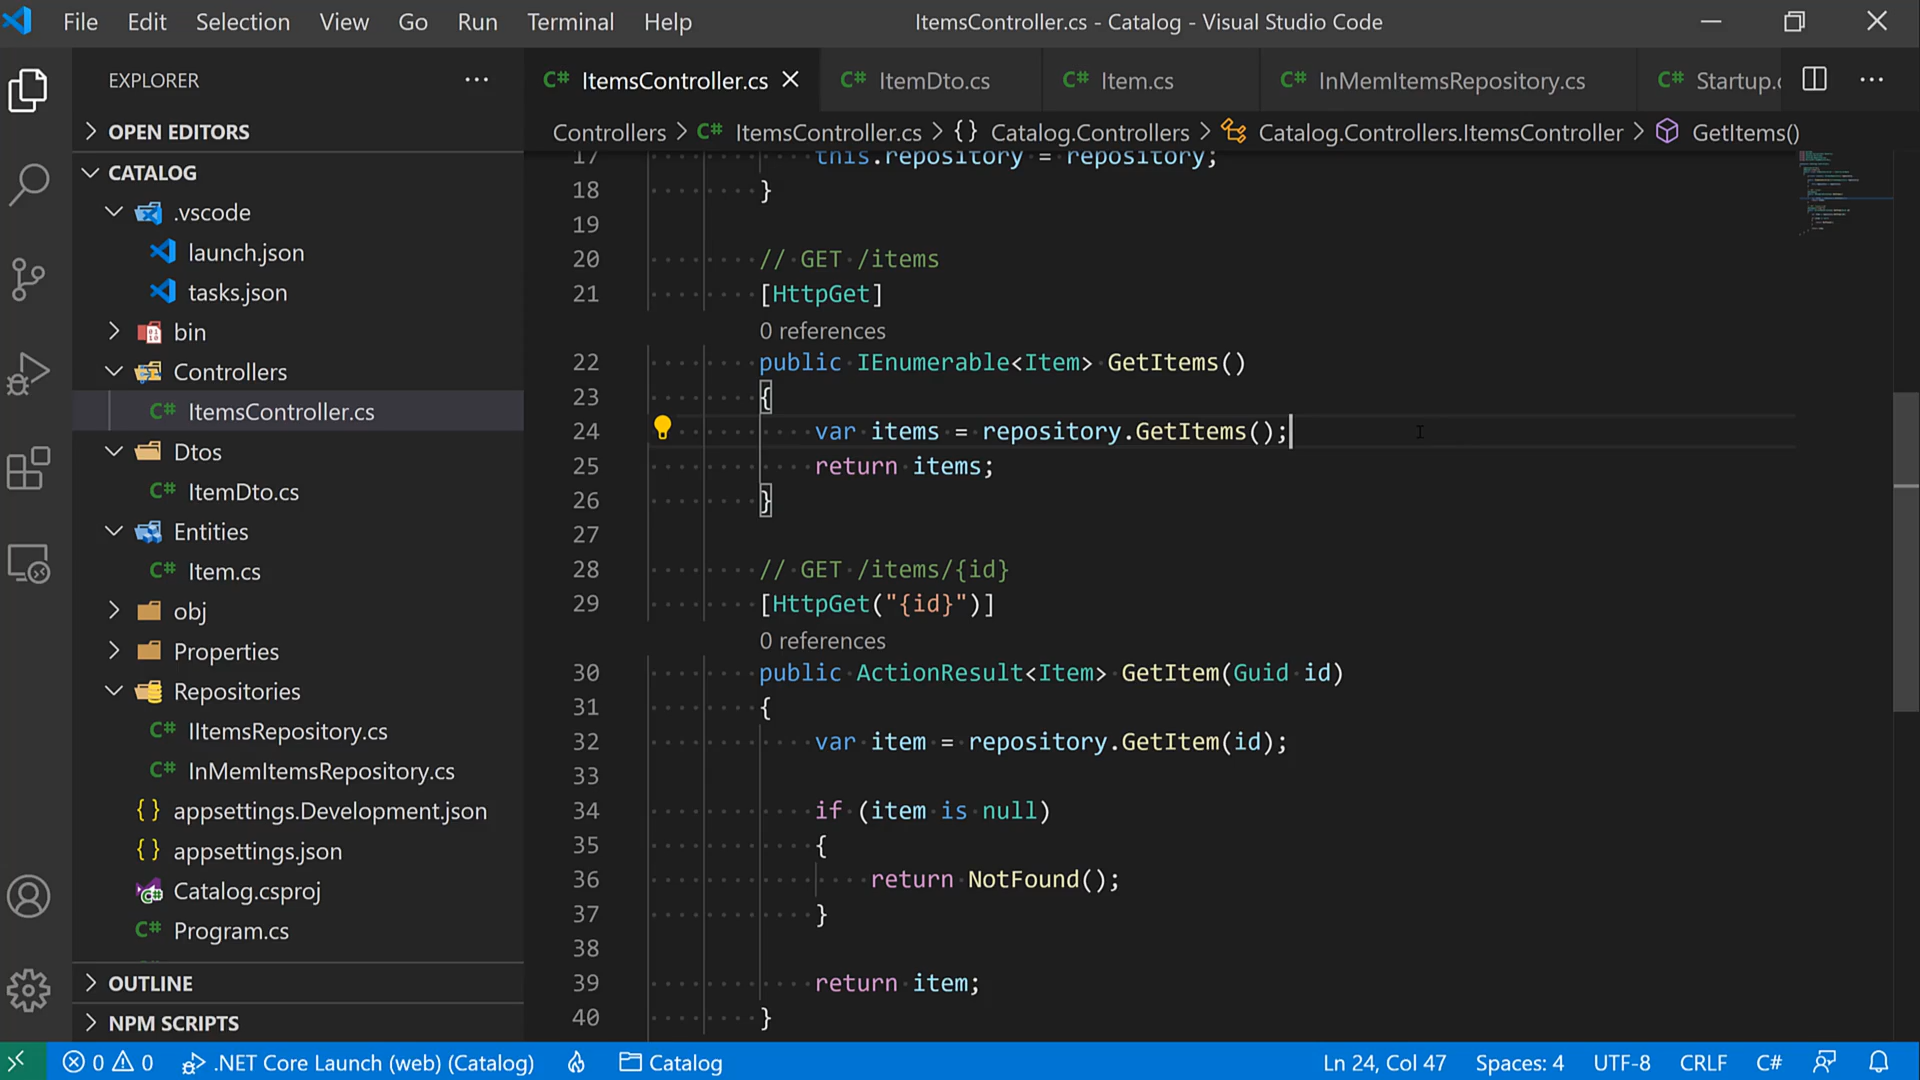 File Edit Selection View Go Run Terminal Help
ItemsController.cs - Catalog - Visual Studio Code
EXPLORER
OPEN EDITORS
CATALOG
.vscode
launch.json
tasks.json
bin
Controllers
C# ItemsController.cs
Dtos
C# ItemDto.cs
Entities
C# Item.cs
obj
Properties
Repositories
C# IItemsRepository.cs
C# InMemItemsRepository.cs
{} appsettings.Development.json
{} appsettings.json
Catalog.csproj
C# Program.cs
OUTLINE
NPM SCRIPTS
C# ItemsController.cs C# ItemDto.cs C# Item.cs C# InMemItemsRepository.cs C# Startup.c
Controllers > C# ItemsController.cs > {} Catalog.Controllers > Catalog.Controllers.ItemsController > GetItems()
17 this.repository = repository;
18 }
19
20 // GET /items
21 [HttpGet]
0 references
22 public IEnumerable<Item> GetItems()
23 {
24 var items = repository.GetItems();
25 return items;
26 }
27
28 // GET /items/{id}
29 [HttpGet("{id}")]
0 references
30 public ActionResult<Item> GetItem(Guid id)
31 {
32 var item = repository.GetItem(id);
33
34 if (item is null)
35 {
36 return NotFound();
37 }
38
39 return item;
40 }
0 0 .NET Core Launch (web) (Catalog) Catalog Ln 24, Col 47 Spaces: 4 UTF-8 CRLF C#